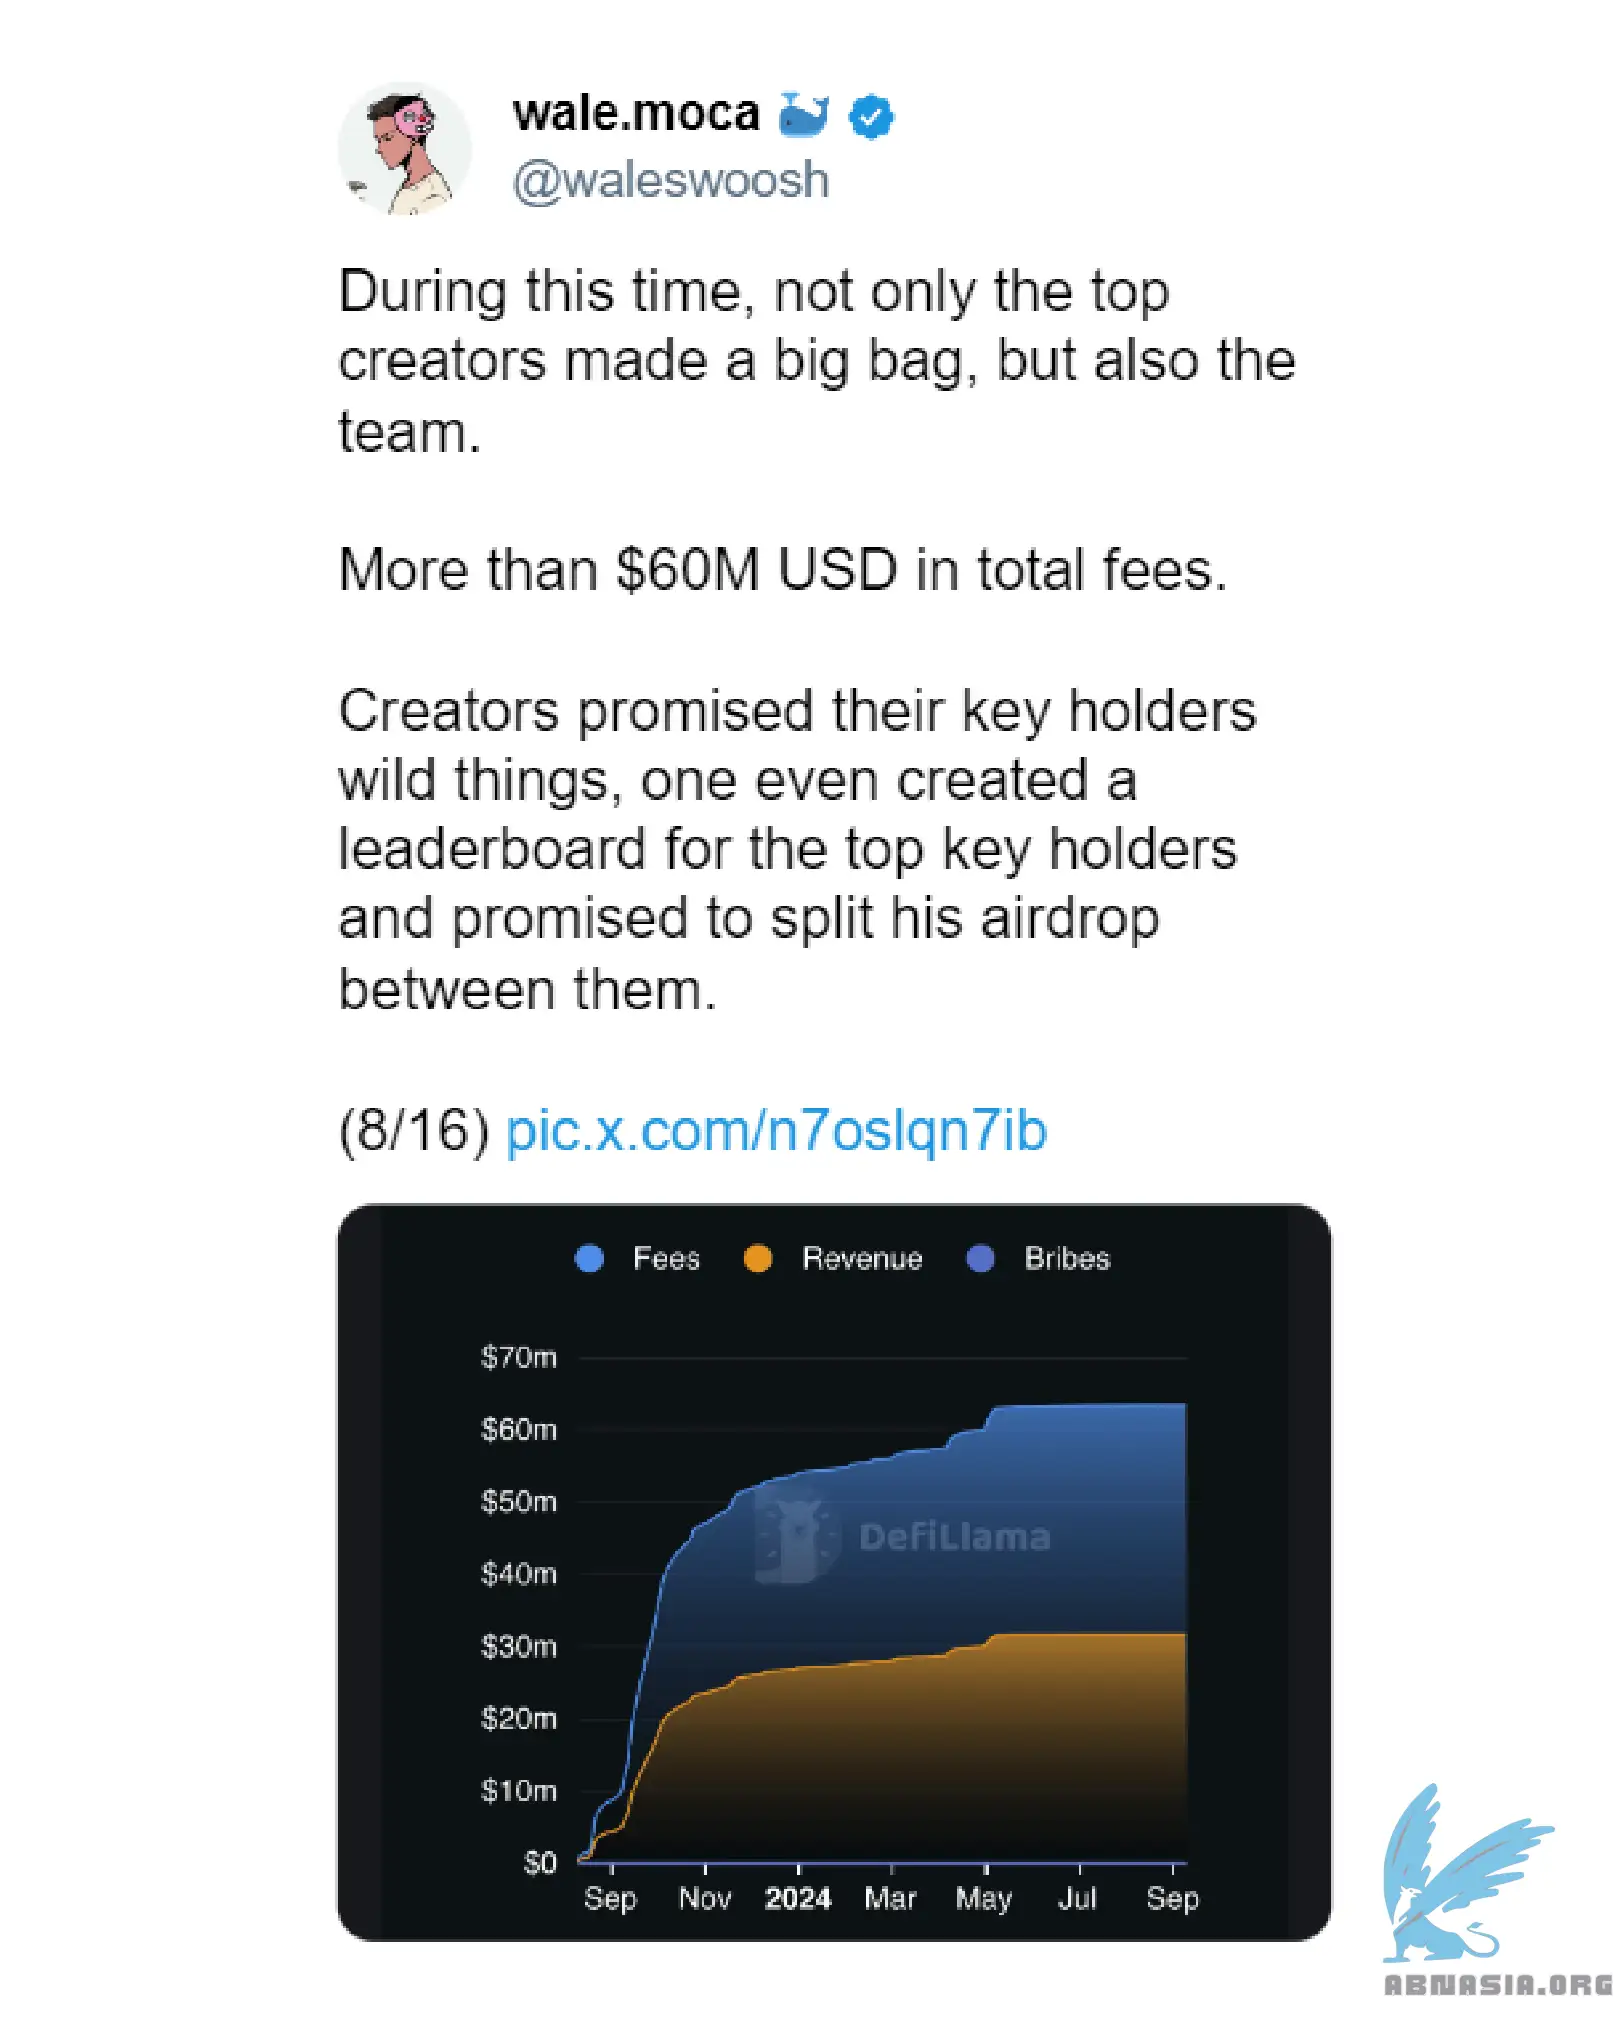 wale.moca
@waleswoosh
During this time, not only the top
creators made a big bag, but also the
team.
More than $60M USD in total fees.
Creators promised their key holders
wild things, one even created a
leaderboard for the top key holders
and promised to split his airdrop
between them.
(8/16) pic.x.com/n7oslqn7ib
Fees Revenue Bribes
$70m
$60m
$50m
$40m
$30m
$20m
$10m
$0
DefiLlama
Sep Nov 2024 Mar May Jul Sep
ABNASIA.ORG